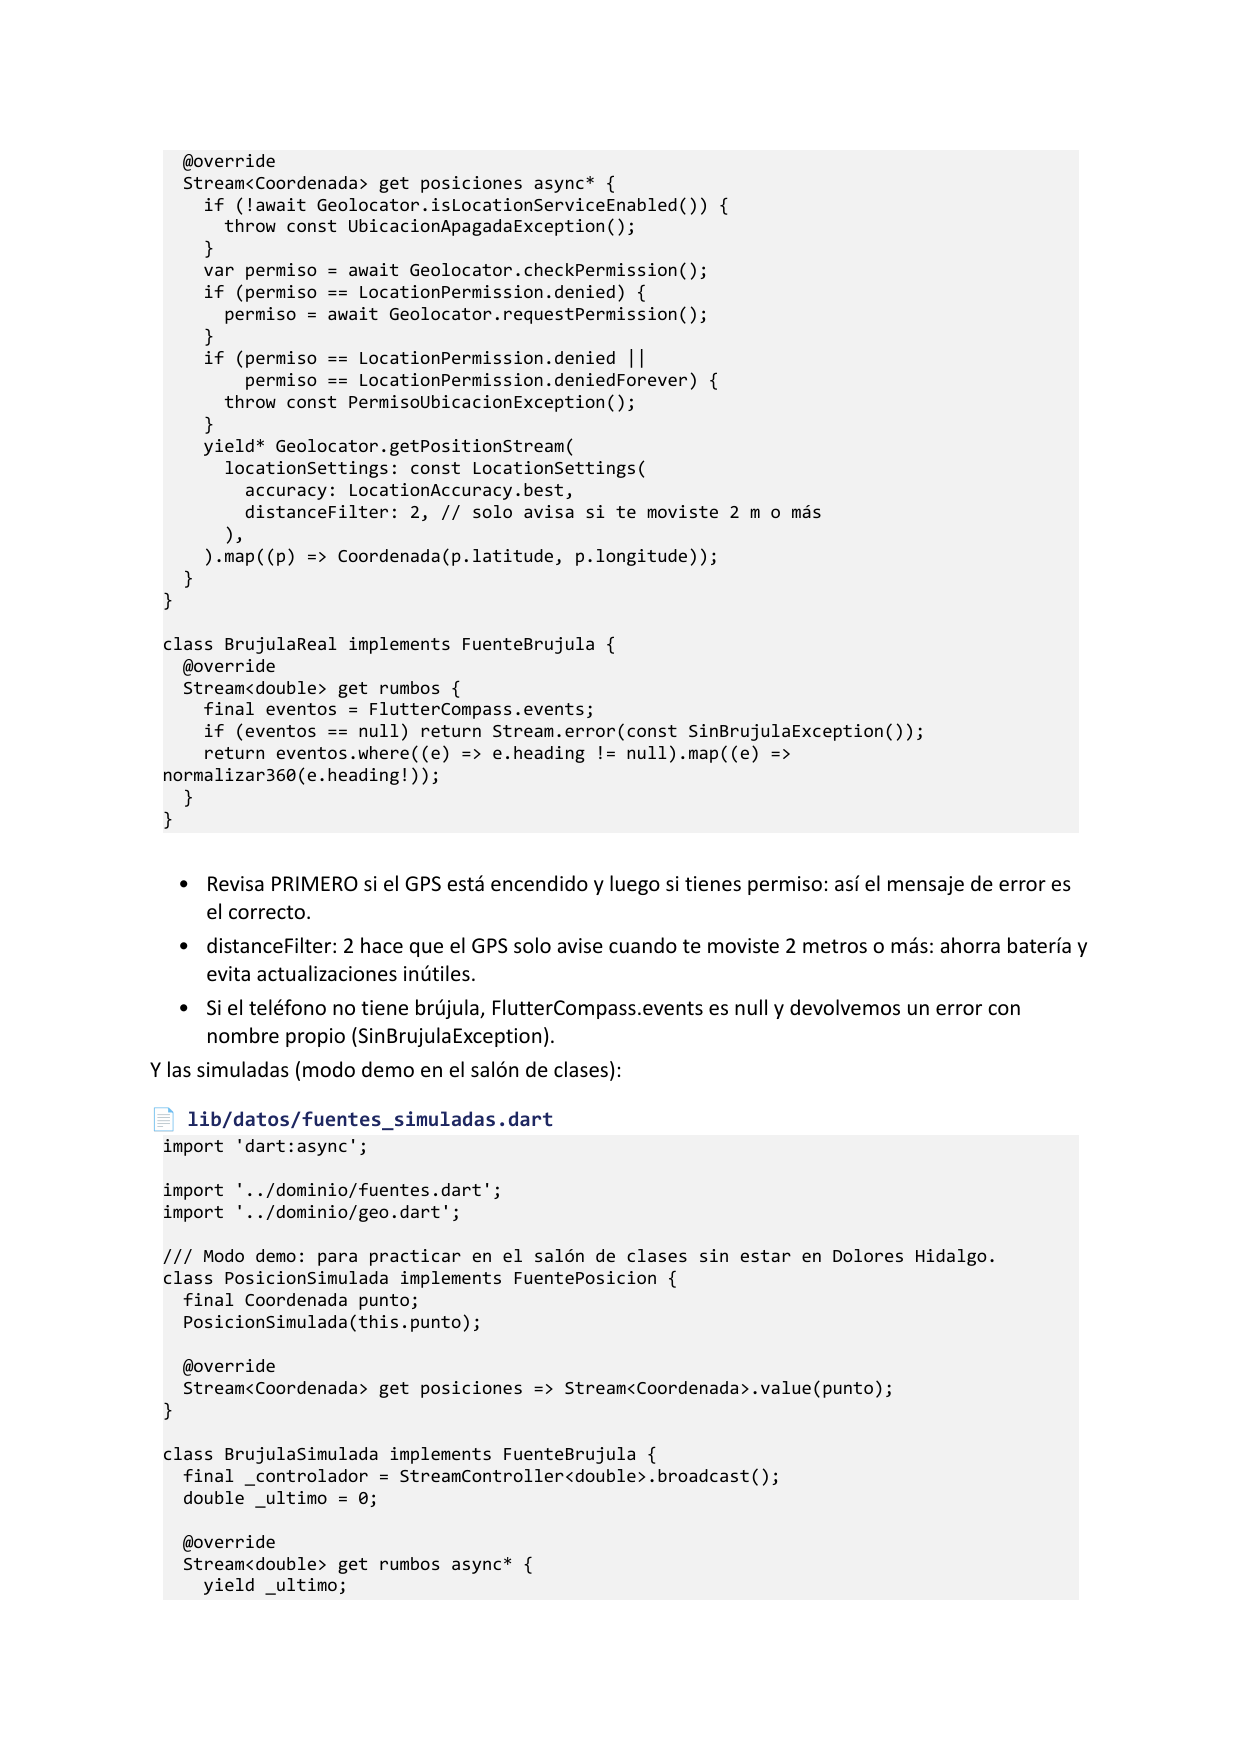 @override
  Stream<Coordenada> get posiciones async* {
    if (!await Geolocator.isLocationServiceEnabled()) {
      throw const UbicacionApagadaException();
    }
    var permiso = await Geolocator.checkPermission();
    if (permiso == LocationPermission.denied) {
      permiso = await Geolocator.requestPermission();
    }
    if (permiso == LocationPermission.denied ||
        permiso == LocationPermission.deniedForever) {
      throw const PermisoUbicacionException();
    }
    yield* Geolocator.getPositionStream(
      locationSettings: const LocationSettings(
        accuracy: LocationAccuracy.best,
        distanceFilter: 2, // solo avisa si te moviste 2 m o más
      ),
    ).map((p) => Coordenada(p.latitude, p.longitude));
  }
}

class BrujulaReal implements FuenteBrujula {
  @override
  Stream<double> get rumbos {
    final eventos = FlutterCompass.events;
    if (eventos == null) return Stream.error(const SinBrujulaException());
    return eventos.where((e) => e.heading != null).map((e) =>
normalizar360(e.heading!));
  }
}

• Revisa PRIMERO si el GPS está encendido y luego si tienes permiso: así el mensaje de error es
el correcto.
• distanceFilter: 2 hace que el GPS solo avise cuando te moviste 2 metros o más: ahorra batería y
evita actualizaciones inútiles.
• Si el teléfono no tiene brújula, FlutterCompass.events es null y devolvemos un error con
nombre propio (SinBrujulaException).
Y las simuladas (modo demo en el salón de clases):

📄 lib/datos/fuentes_simuladas.dart
import 'dart:async';

import '../dominio/fuentes.dart';
import '../dominio/geo.dart';

/// Modo demo: para practicar en el salón de clases sin estar en Dolores Hidalgo.
class PosicionSimulada implements FuentePosicion {
  final Coordenada punto;
  PosicionSimulada(this.punto);

  @override
  Stream<Coordenada> get posiciones => Stream<Coordenada>.value(punto);
}

class BrujulaSimulada implements FuenteBrujula {
  final _controlador = StreamController<double>.broadcast();
  double _ultimo = 0;

  @override
  Stream<double> get rumbos async* {
    yield _ultimo;